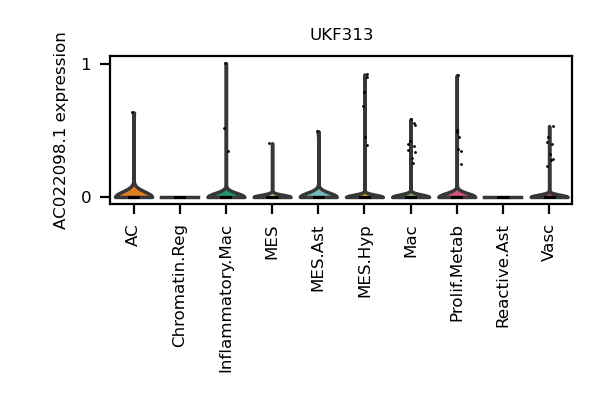 UKF313
AC022098.1 expression
1
0
AC
Chromatin.Reg
Inflammatory.Mac
MES
MES.Ast
MES.Hyp
Mac
Prolif.Metab
Reactive.Ast
Vasc